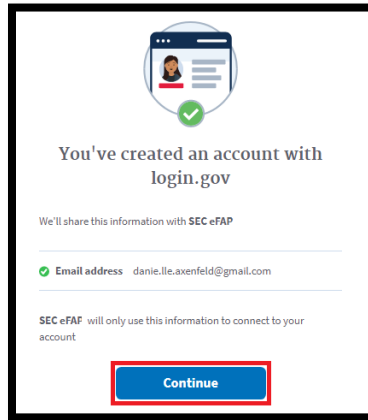 You've created an account with
login.gov
We'll share this information with SEC eFAP
Email address danie.lle.axenfeld@gmail.com
SEC eFAP will only use this information to connect to your
account
Continue